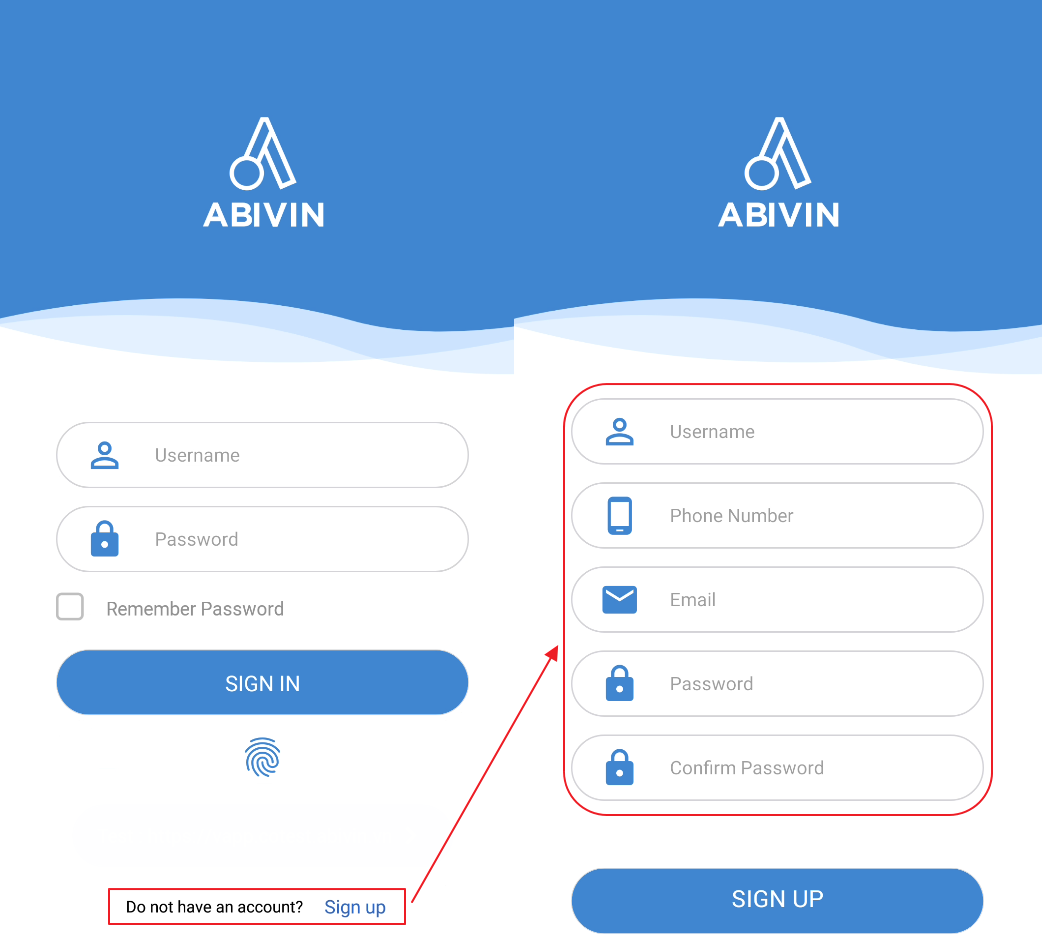 ABIVIN
Username
Password
Remember Password
SIGN IN
Do not have an account? Sign up
ABIVIN
Username
Phone Number
Email
Password
Confirm Password
SIGN UP